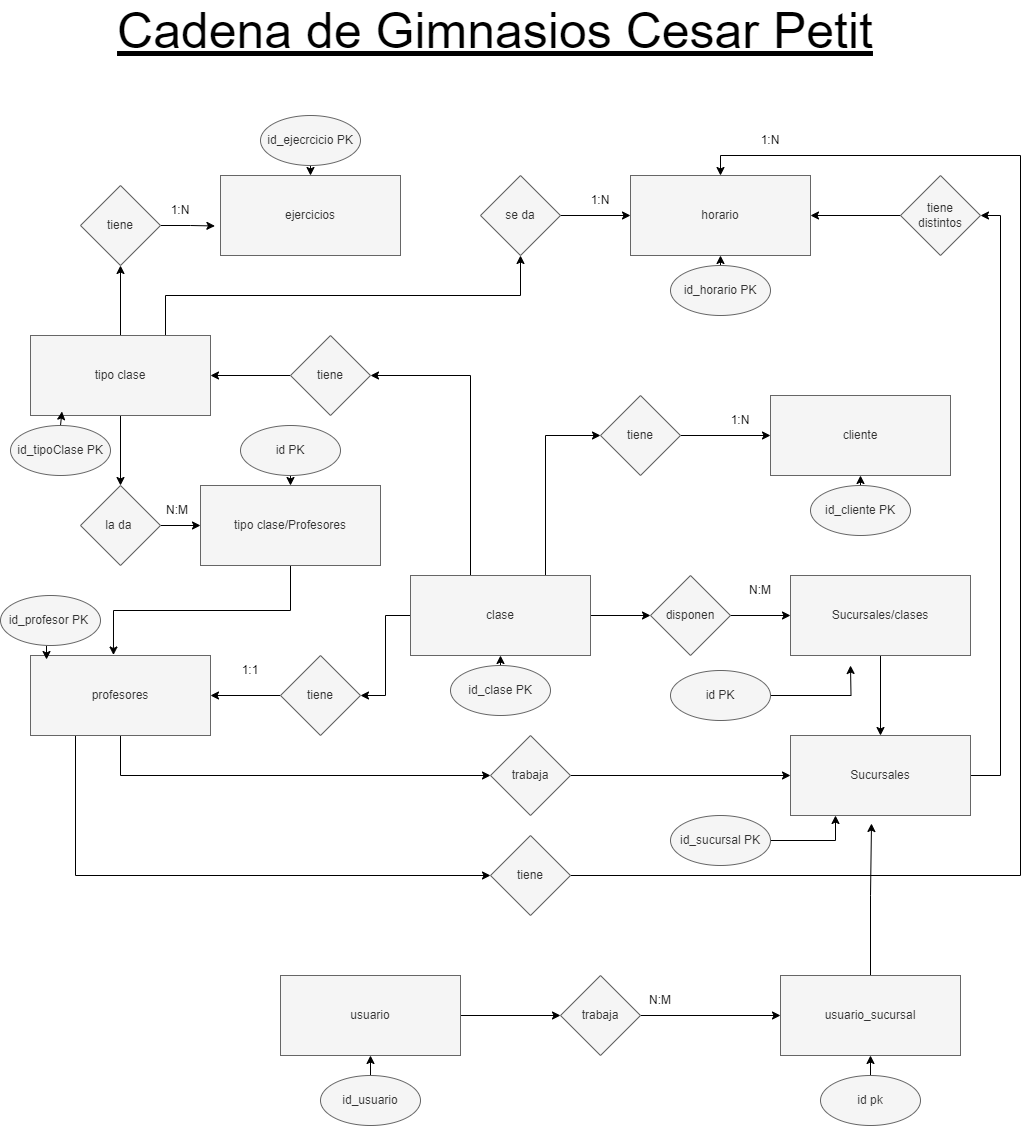 Cadena de Gimnasios Cesar Petit
id_ejecrcicio PK
1:N
tiene
1:N
ejercicios
se da
1:N
horario
tiene
distintos
id_horario PK
tipo clase
tiene
id_tipoClase PK
id PK
tiene
1:N
cliente
la da
N:M
tipo clase/Profesores
id_cliente PK
id_profesor PK
clase
disponen
N:M
Sucursales/clases
profesores
1:1
tiene
id_clase PK
id PK
trabaja
Sucursales
id_sucursal PK
tiene
usuario
trabaja
N:M
usuario_sucursal
id_usuario
id pk